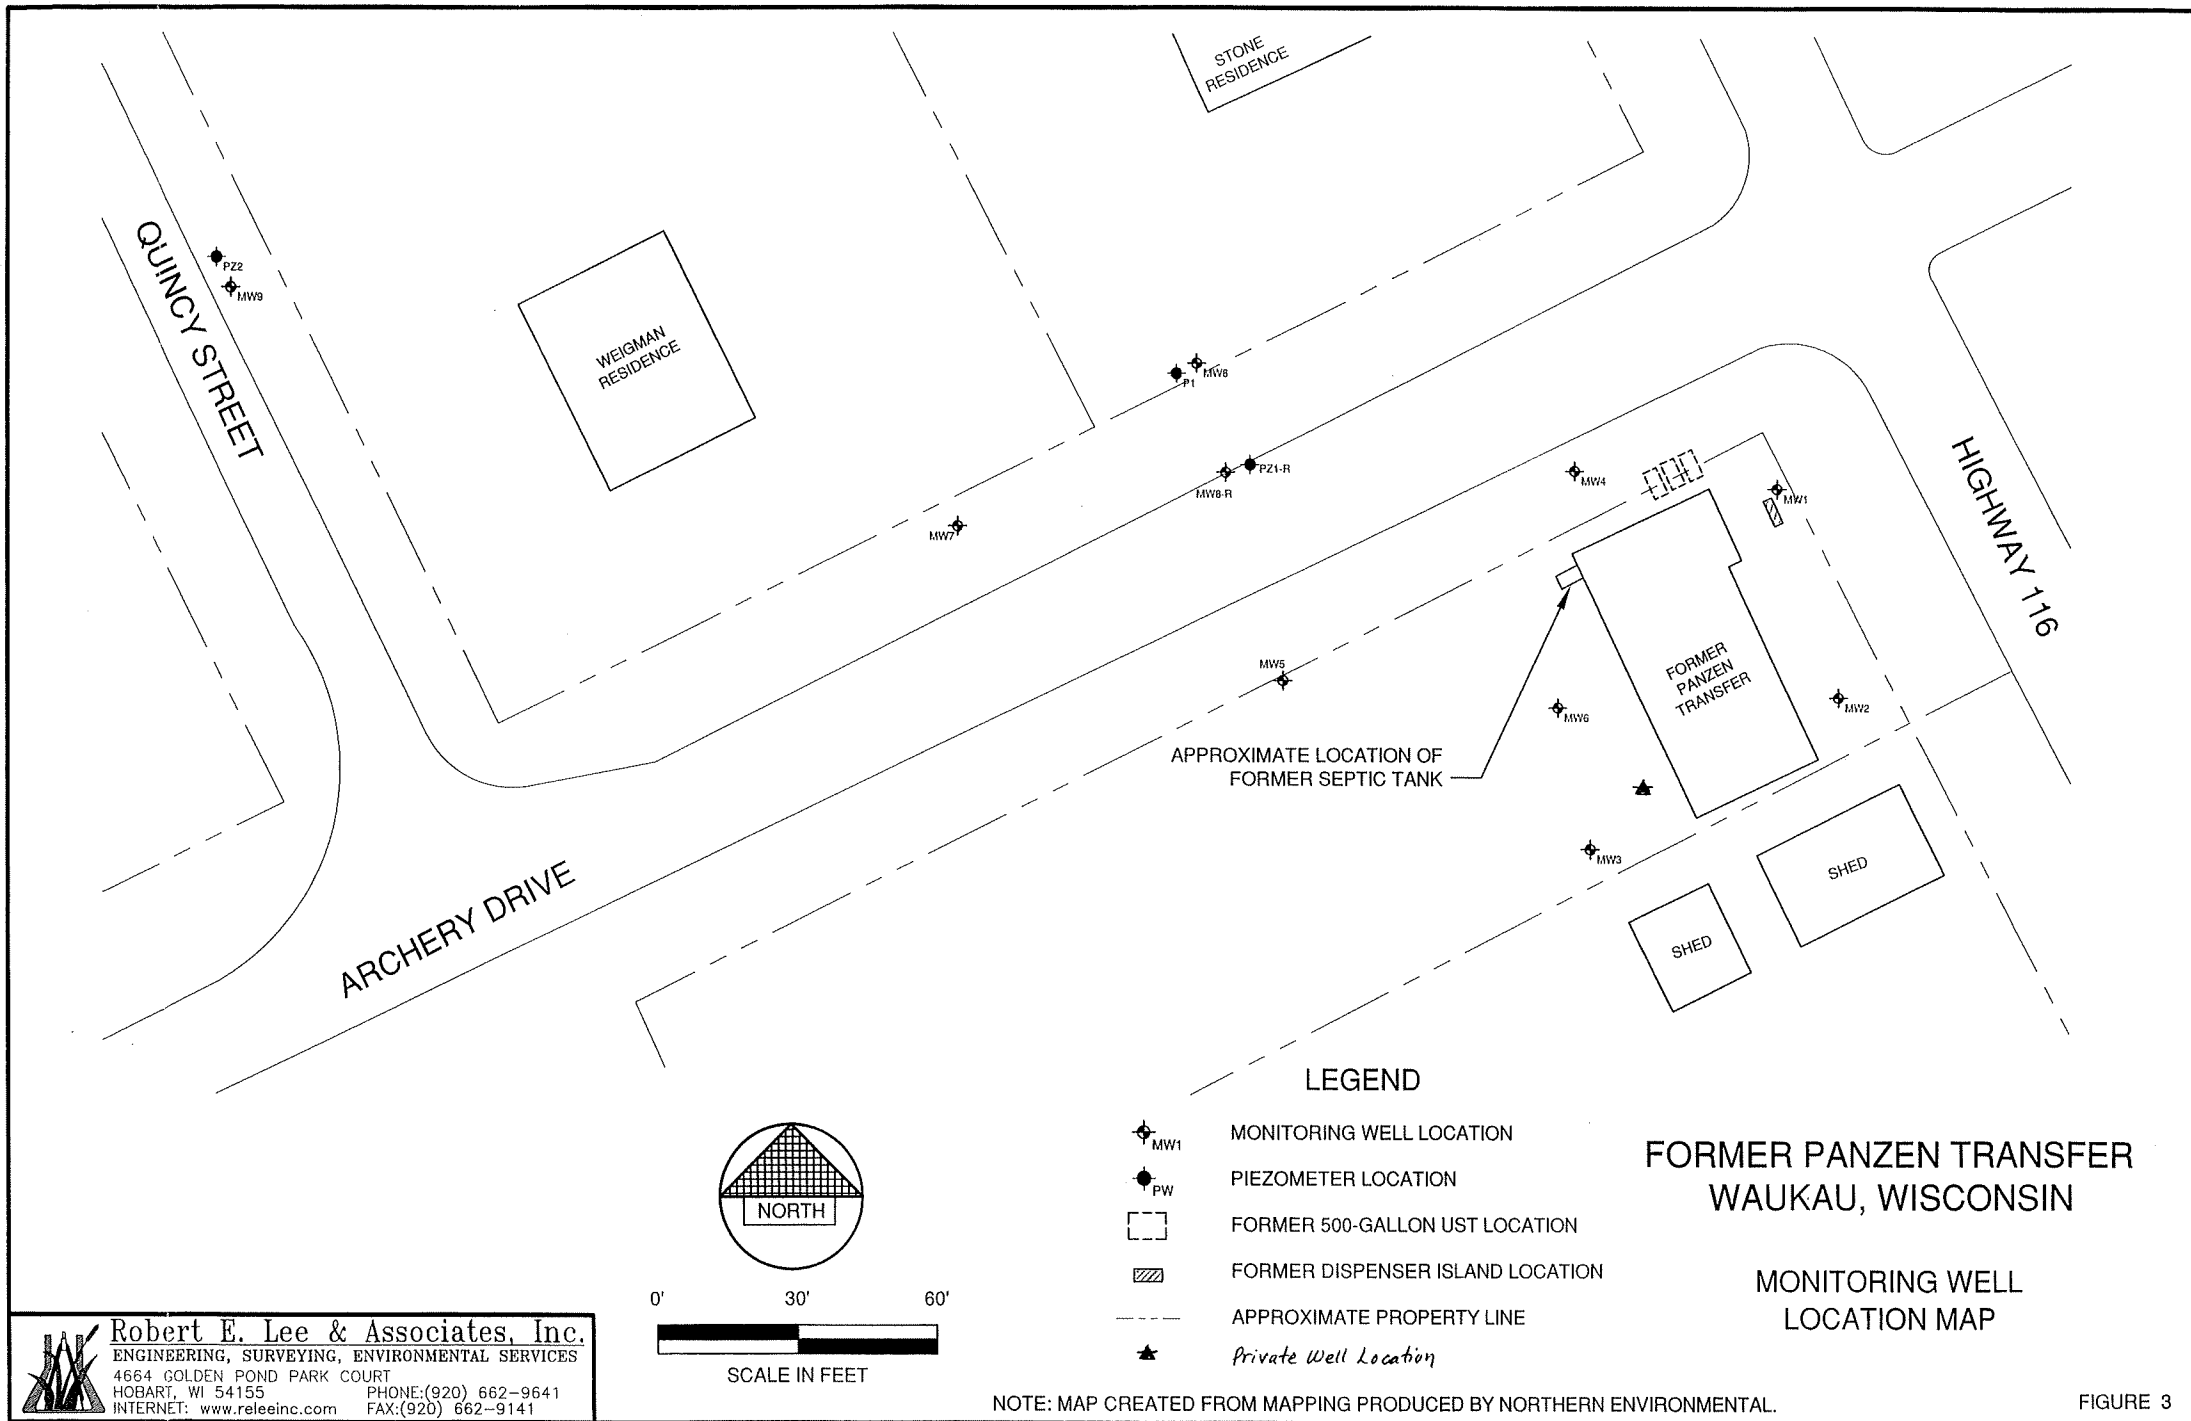 STONE
RESIDENCE
QUINCY STREET
PZ2
MW9
WEIGMAN
RESIDENCE
MW8
P1
MW8-R
PZ1-R
MW7
MW4
MW1
HIGHWAY 116
MW5
MW6
FORMER
PANZEN
TRANSFER
MW2
APPROXIMATE LOCATION OF
FORMER SEPTIC TANK
MW3
SHED
SHED
ARCHERY DRIVE
LEGEND
MW1 MONITORING WELL LOCATION
PW PIEZOMETER LOCATION
FORMER 500-GALLON UST LOCATION
FORMER DISPENSER ISLAND LOCATION
APPROXIMATE PROPERTY LINE
Private Well Location
NORTH
0' 30' 60'
SCALE IN FEET
FORMER PANZEN TRANSFER
WAUKAU, WISCONSIN
MONITORING WELL
LOCATION MAP
Robert E. Lee & Associates, Inc.
ENGINEERING, SURVEYING, ENVIRONMENTAL SERVICES
4664 GOLDEN POND PARK COURT
HOBART, WI 54155 PHONE:(920) 662-9641
INTERNET: www.releeinc.com FAX:(920) 662-9141
NOTE: MAP CREATED FROM MAPPING PRODUCED BY NORTHERN ENVIRONMENTAL.
FIGURE 3